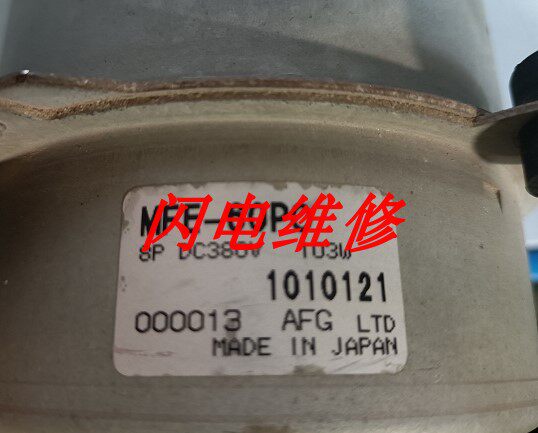 闪电维修
8P DC380V 103W
1010121
000013 AFG LTD
MADE IN JAPAN